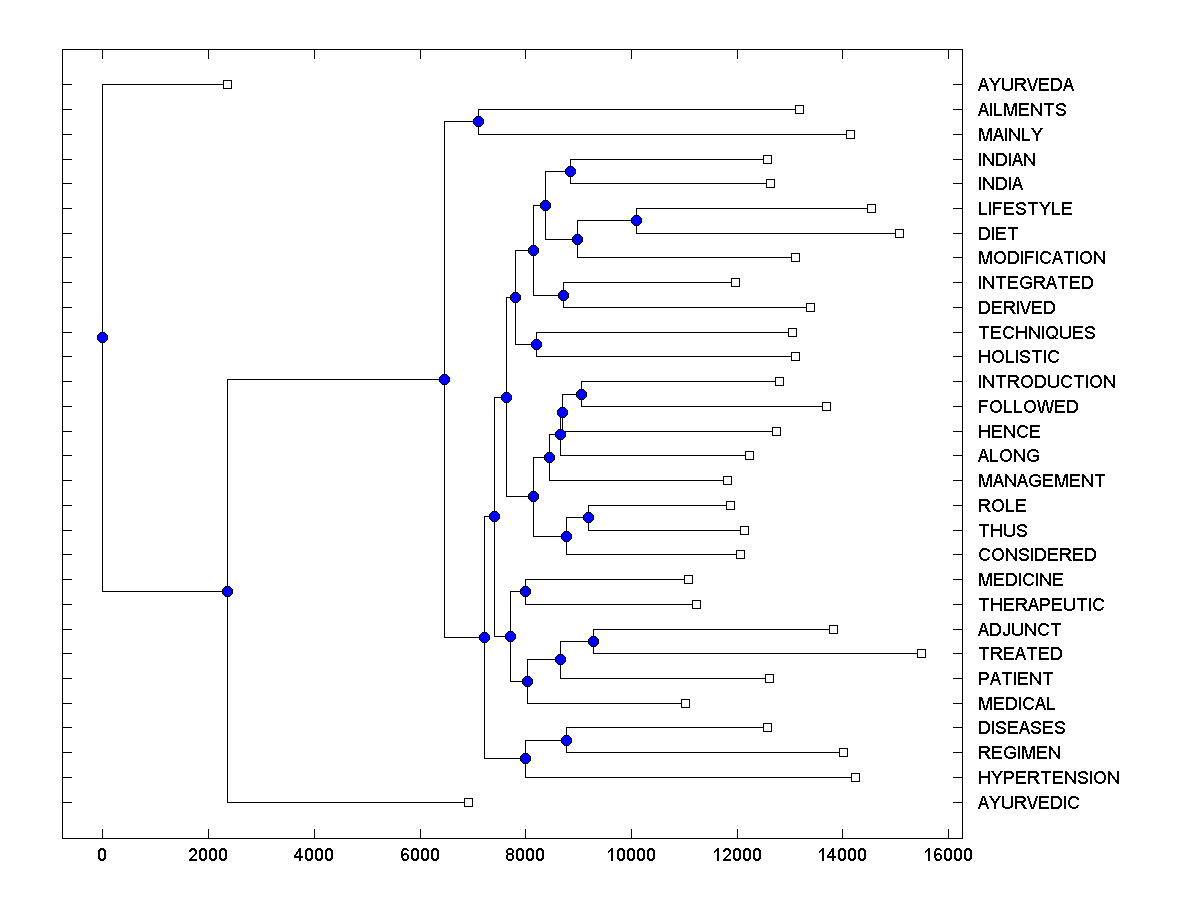 AYURVEDA
AILMENTS
MAINLY
INDIAN
INDIA
LIFESTYLE
DIET
MODIFICATION
INTEGRATED
DERIVED
TECHNIQUES
HOLISTIC
INTRODUCTION
FOLLOWED
HENCE
ALONG
MANAGEMENT
ROLE
THUS
CONSIDERED
MEDICINE
THERAPEUTIC
ADJUNCT
TREATED
PATIENT
MEDICAL
DISEASES
REGIMEN
HYPERTENSION
AYURVEDIC
0 2000 4000 6000 8000 10000 12000 14000 16000